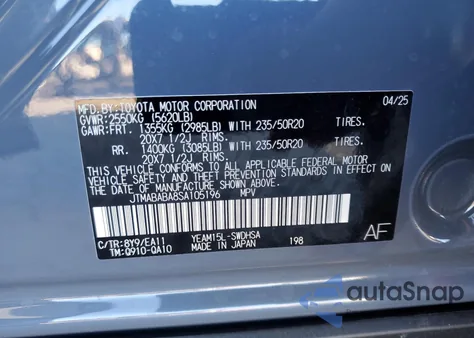 MFD.BY:TOYOTA MOTOR CORPORATION 04/25
GVWR:2550KG (5620LB)
GAWR:FRT. 1355KG (2985LB) WITH 235/50R20 TIRES.
20X7 1/2J RIMS.
RR. 1400KG (3085LB) WITH 235/50R20 TIRES.
20X7 1/2J RIMS.
THIS VEHICLE CONFORMS TO ALL APPLICABLE FEDERAL MOTOR
VEHICLE SAFETY AND THEFT PREVENTION STANDARDS IN EFFECT ON
THE DATE OF MANUFACTURE SHOWN ABOVE.
JTMABABA8SA105196 MPV
C/TR:8Y9/EA11 YEAM15L-SWDHSA AF
TM:Q910-QA10 MADE IN JAPAN 198
autoSnap